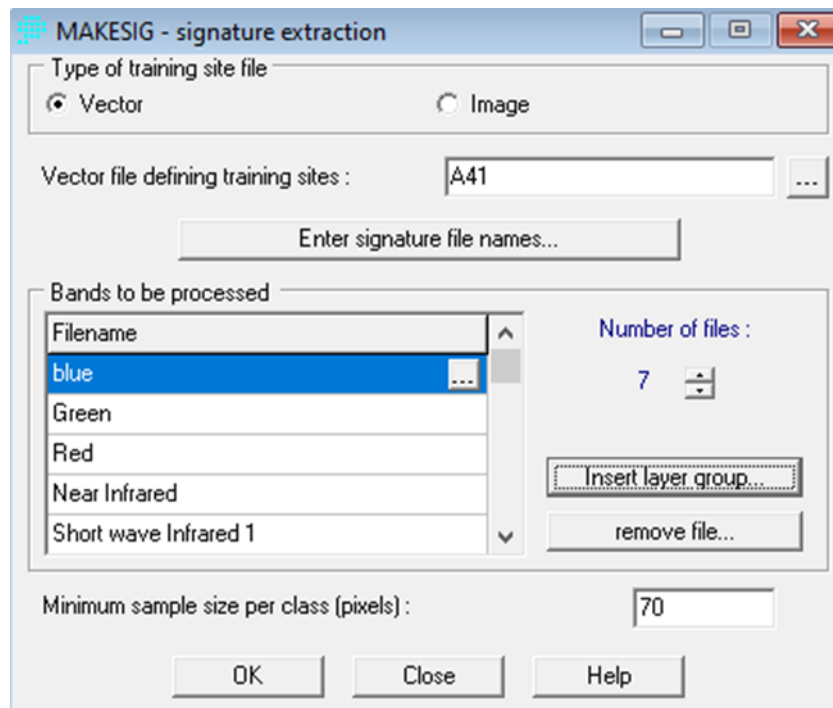 MAKESIG - signature extraction
Type of training site file
Vector
Image
Vector file defining training sites :
A41
...
Enter signature file names...
Bands to be processed
Filename
blue
...
Green
Red
Near Infrared
Short wave Infrared 1
Number of files :
7
Insert layer group...
remove file...
Minimum sample size per class (pixels) :
70
OK
Close
Help